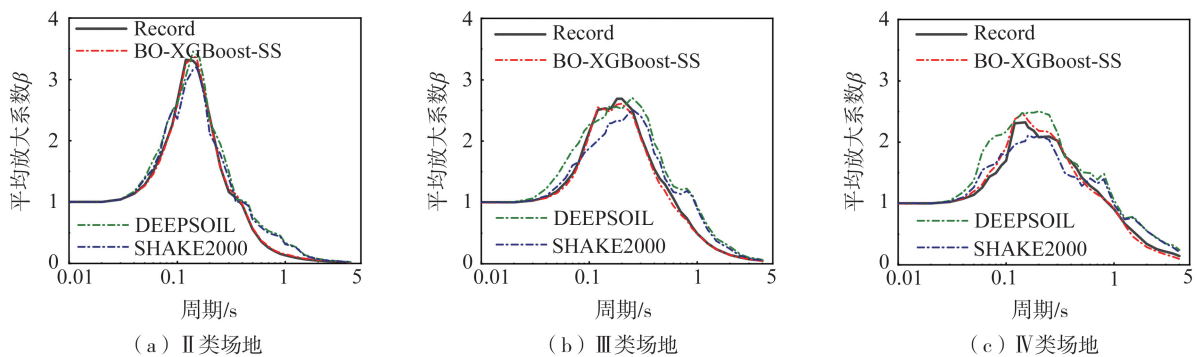 4
3
2
1
0
平均放大系数β
Record
BO-XGBoost-SS
DEEPSOIL
SHAKE2000
0.01
0.1
1
5
周期/s
(a) Ⅱ类场地
4
3
2
1
0
平均放大系数β
Record
BO-XGBoost-SS
DEEPSOIL
SHAKE2000
0.01
0.1
1
5
周期/s
(b) Ⅲ类场地
4
3
2
1
0
平均放大系数β
Record
BO-XGBoost-SS
DEEPSOIL
SHAKE2000
0.01
0.1
1
5
周期/s
(c) Ⅳ类场地